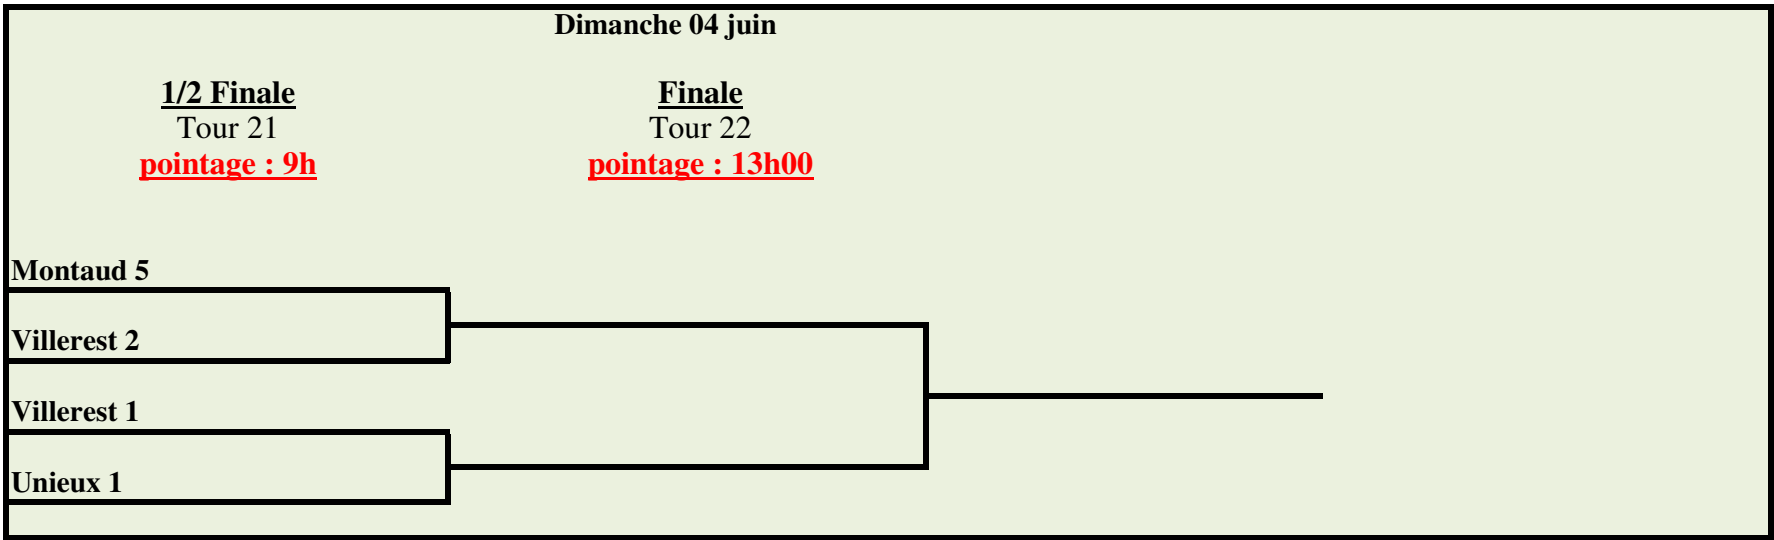 Dimanche 04 juin
1/2 Finale
Tour 21
pointage : 9h
Finale
Tour 22
pointage : 13h00
Montaud 5
Villerest 2
Villerest 1
Unieux 1